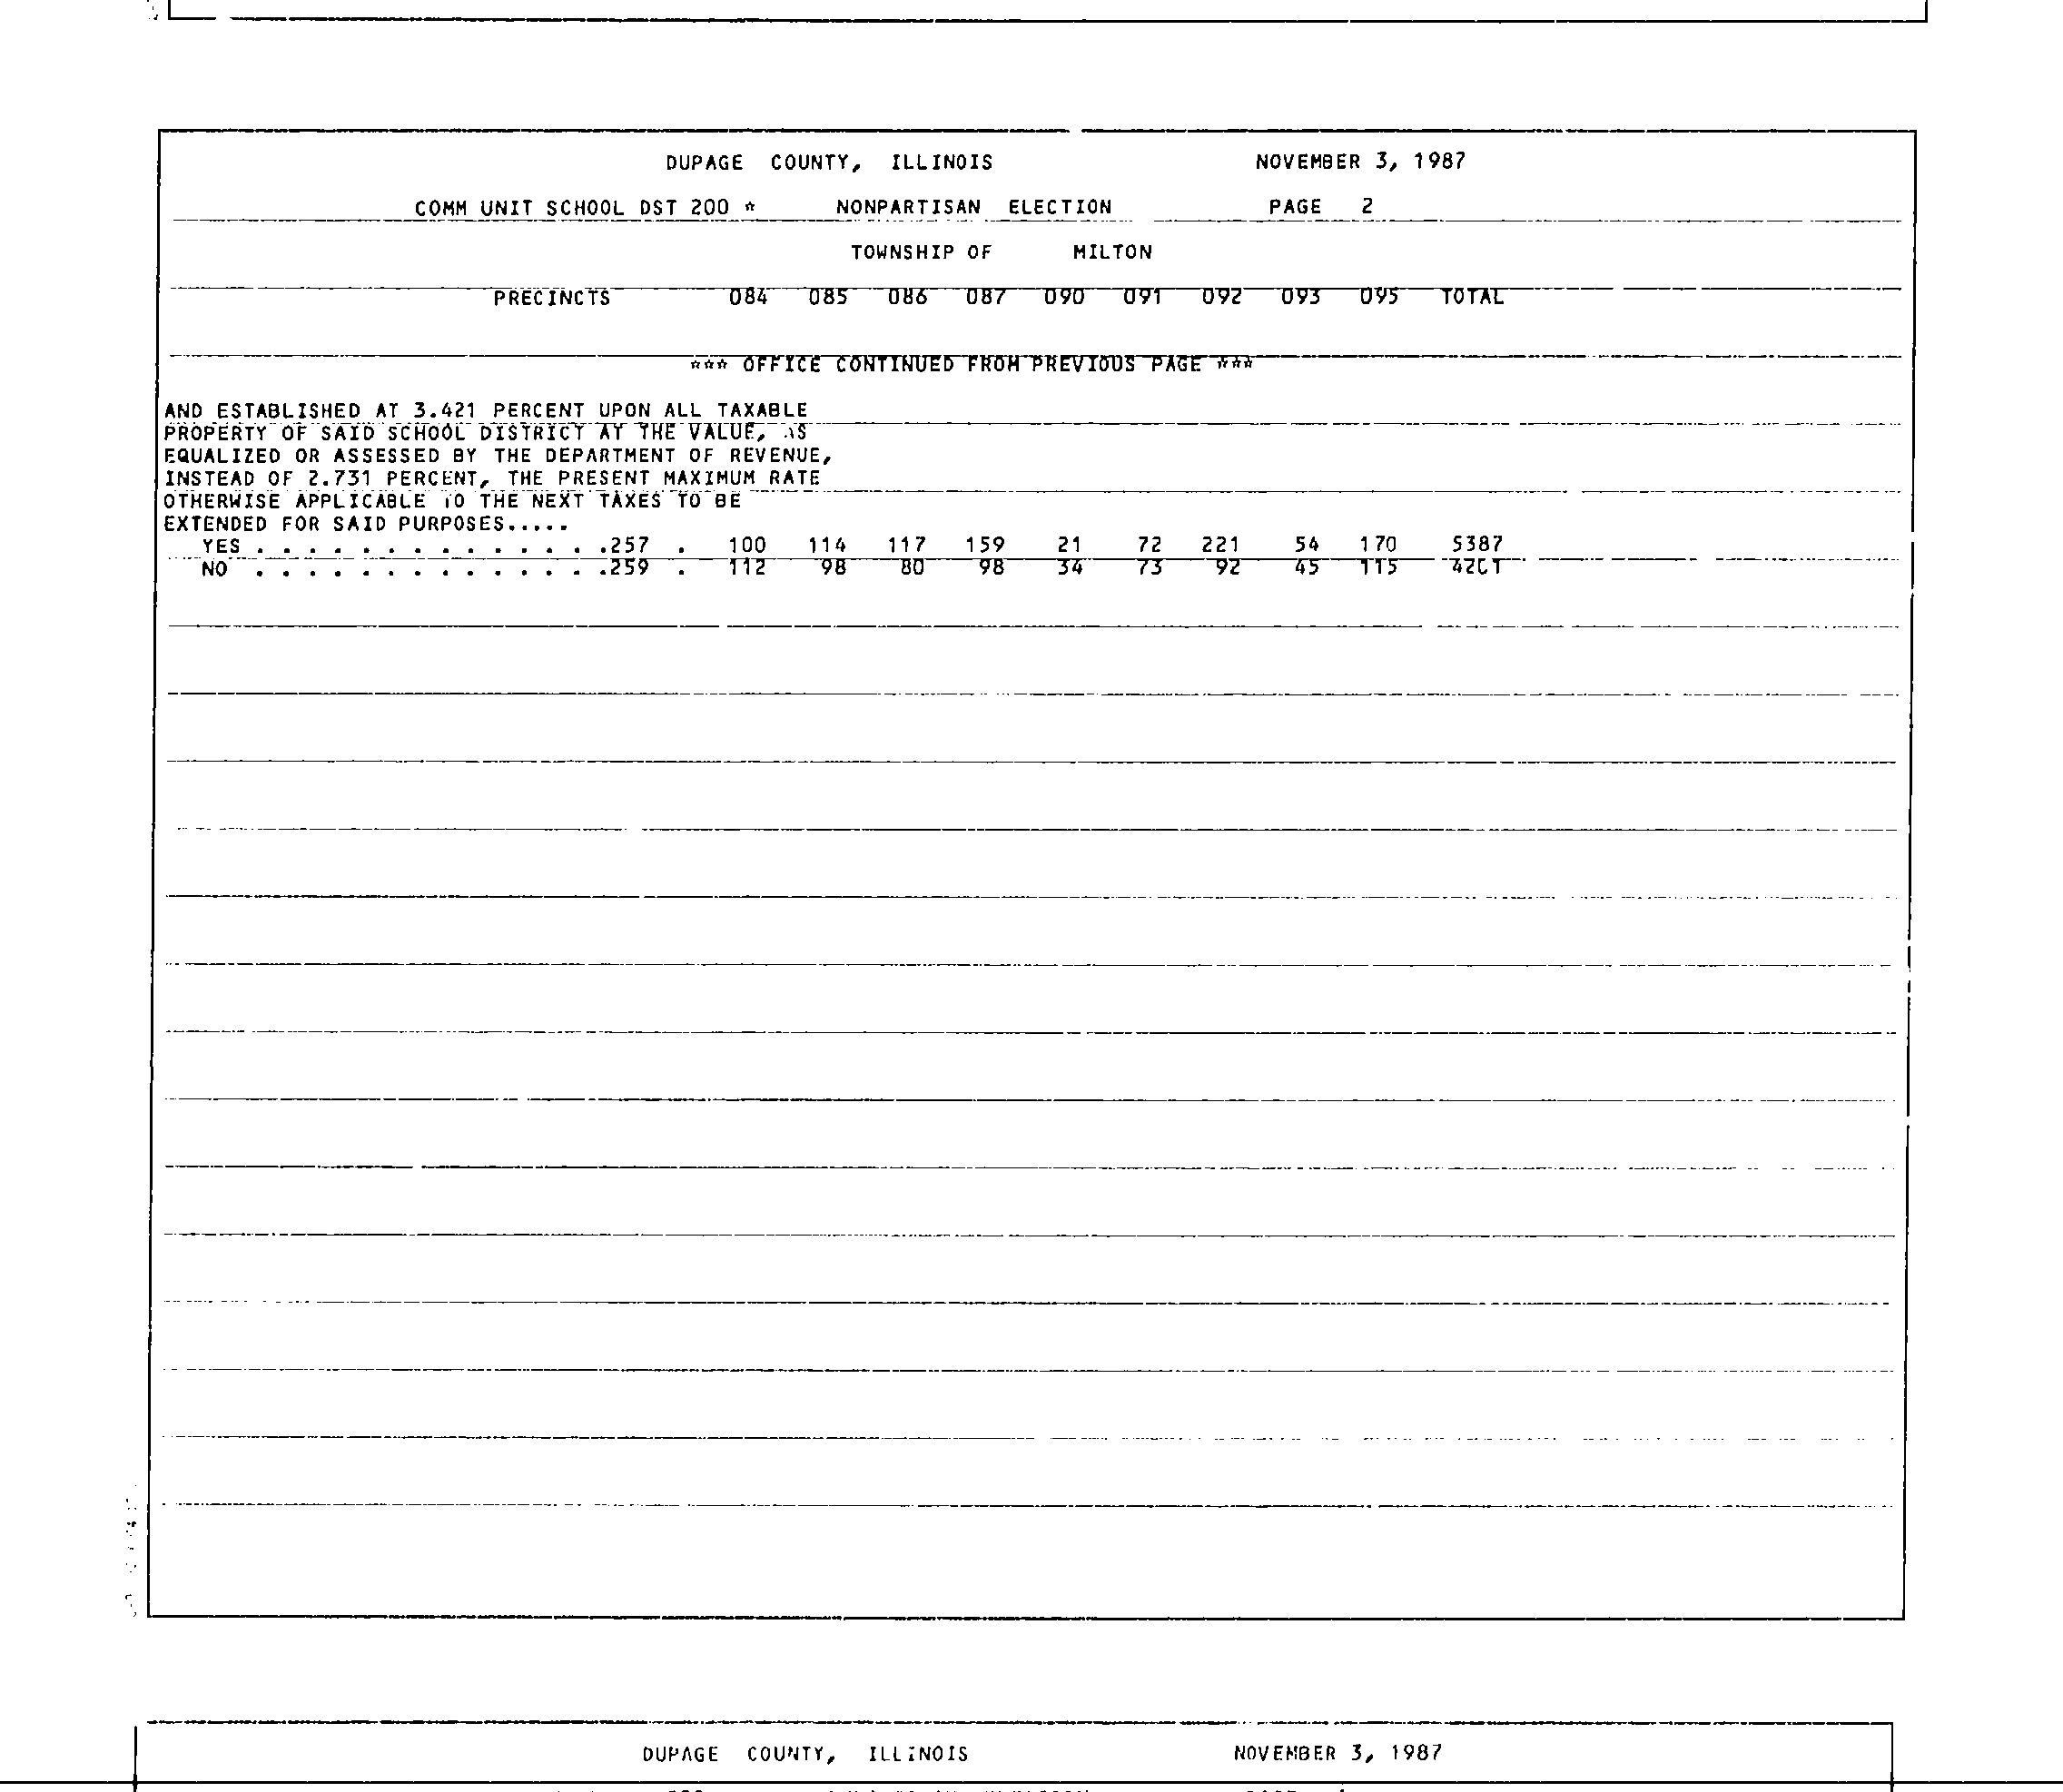 DUPAGE COUNTY, ILLINOIS NOVEMBER 3, 1987
COMM UNIT SCHOOL DST 200 * NONPARTISAN ELECTION PAGE 2
TOWNSHIP OF MILTON
PRECINCTS 084 085 086 087 090 091 092 093 095 TOTAL
*** OFFICE CONTINUED FROM PREVIOUS PAGE ***
AND ESTABLISHED AT 3.421 PERCENT UPON ALL TAXABLE
PROPERTY OF SAID SCHOOL DISTRICT AT THE VALUE, AS
EQUALIZED OR ASSESSED BY THE DEPARTMENT OF REVENUE,
INSTEAD OF 2.731 PERCENT, THE PRESENT MAXIMUM RATE
OTHERWISE APPLICABLE TO THE NEXT TAXES TO BE
EXTENDED FOR SAID PURPOSES.....
YES . . . . . . . . . . . . . .257 . 100 114 117 159 21 72 221 54 170 5387
NO . . . . . . . . . . . . . .259 . 112 98 80 98 34 73 92 45 115
DUPAGE COUNTY, ILLINOIS NOVEMBER 3, 1987